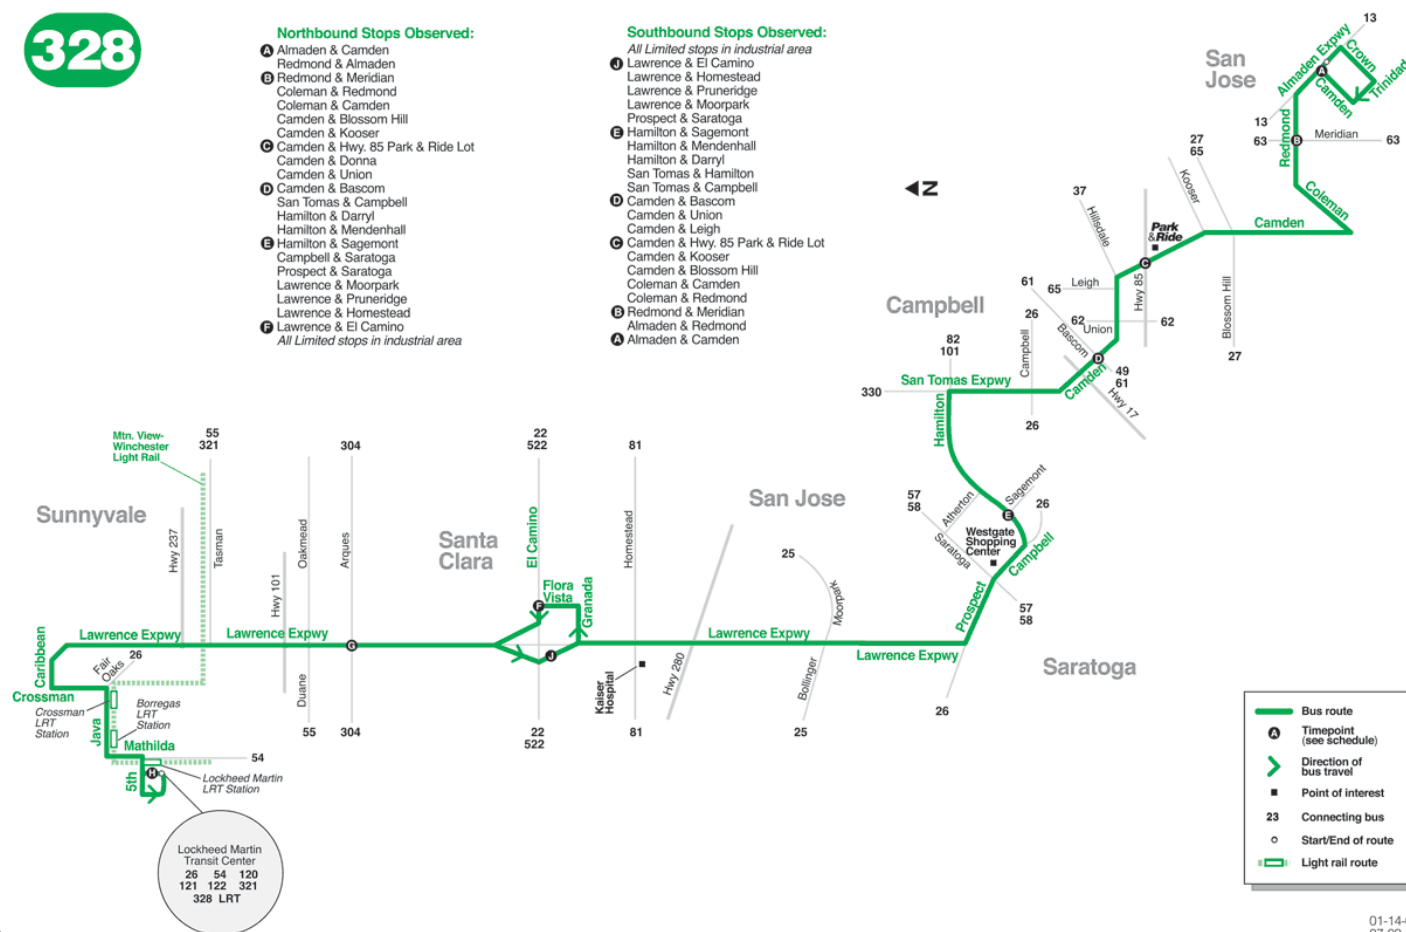 328
Northbound Stops Observed:
A Almaden & Camden
Redmond & Almaden
B Redmond & Meridian
Coleman & Redmond
Coleman & Camden
Camden & Blossom Hill
Camden & Kooser
C Camden & Hwy. 85 Park & Ride Lot
Camden & Donna
Camden & Union
D Camden & Bascom
San Tomas & Campbell
Hamilton & Darryl
Hamilton & Mendenhall
E Hamilton & Sagemont
Campbell & Saratoga
Prospect & Saratoga
Lawrence & Moorpark
Lawrence & Pruneridge
Lawrence & Homestead
F Lawrence & El Camino
All Limited stops in industrial area
Southbound Stops Observed:
All Limited stops in industrial area
J Lawrence & El Camino
Lawrence & Homestead
Lawrence & Pruneridge
Lawrence & Moorpark
Prospect & Saratoga
E Hamilton & Sagemont
Hamilton & Mendenhall
Hamilton & Darryl
San Tomas & Hamilton
San Tomas & Campbell
D Camden & Bascom
Camden & Union
Camden & Leigh
C Camden & Hwy. 85 Park & Ride Lot
Camden & Kooser
Camden & Blossom Hill
Coleman & Camden
Coleman & Redmond
B Redmond & Meridian
Almaden & Redmond
A Almaden & Camden
N
San
Jose
13
Almaden Expwy
Crown
Trinidad
A
Camden
13
63
Redmond
B
Meridian
63
Coleman
Camden
27
65
Kooser
37
Hillsdale
Park
& Ride
C
Hwy 85
Blossom Hill
27
61
65
Leigh
62
Union
62
Bascom
D
Camden
49
61
Hwy 17
Campbell
26
Campbell
26
82
101
330
San Tomas Expwy
Hamilton
57
58
Atherton
Sagemont
E
26
Saratoga
Westgate
Shopping
Center
Campbell
57
58
Prospect
26
Saratoga
San Jose
25
Moorpark
Bollinger
25
Lawrence Expwy
Lawrence Expwy
Hwy 280
81
Homestead
Kaiser
Hospital
81
Santa
Clara
22
522
El Camino
Flora
Vista
F
Granada
J
22
522
304
Arques
G
304
Oakmead
Duane
55
Hwy 101
Lawrence Expwy
Lawrence Expwy
55
321
Tasman
Mtn. View-
Winchester
Light Rail
Sunnyvale
Hwy 237
Caribbean
Fair
Oaks
26
Crossman
Crossman
LRT
Station
Borregas
LRT
Station
Java
Mathilda
54
5th
H
Lockheed Martin
LRT Station
Lockheed Martin
Transit Center
26 54 120
121 122 321
328 LRT
Bus route
A Timepoint
(see schedule)
Direction of
bus travel
Point of interest
23 Connecting bus
Start/End of route
Light rail route